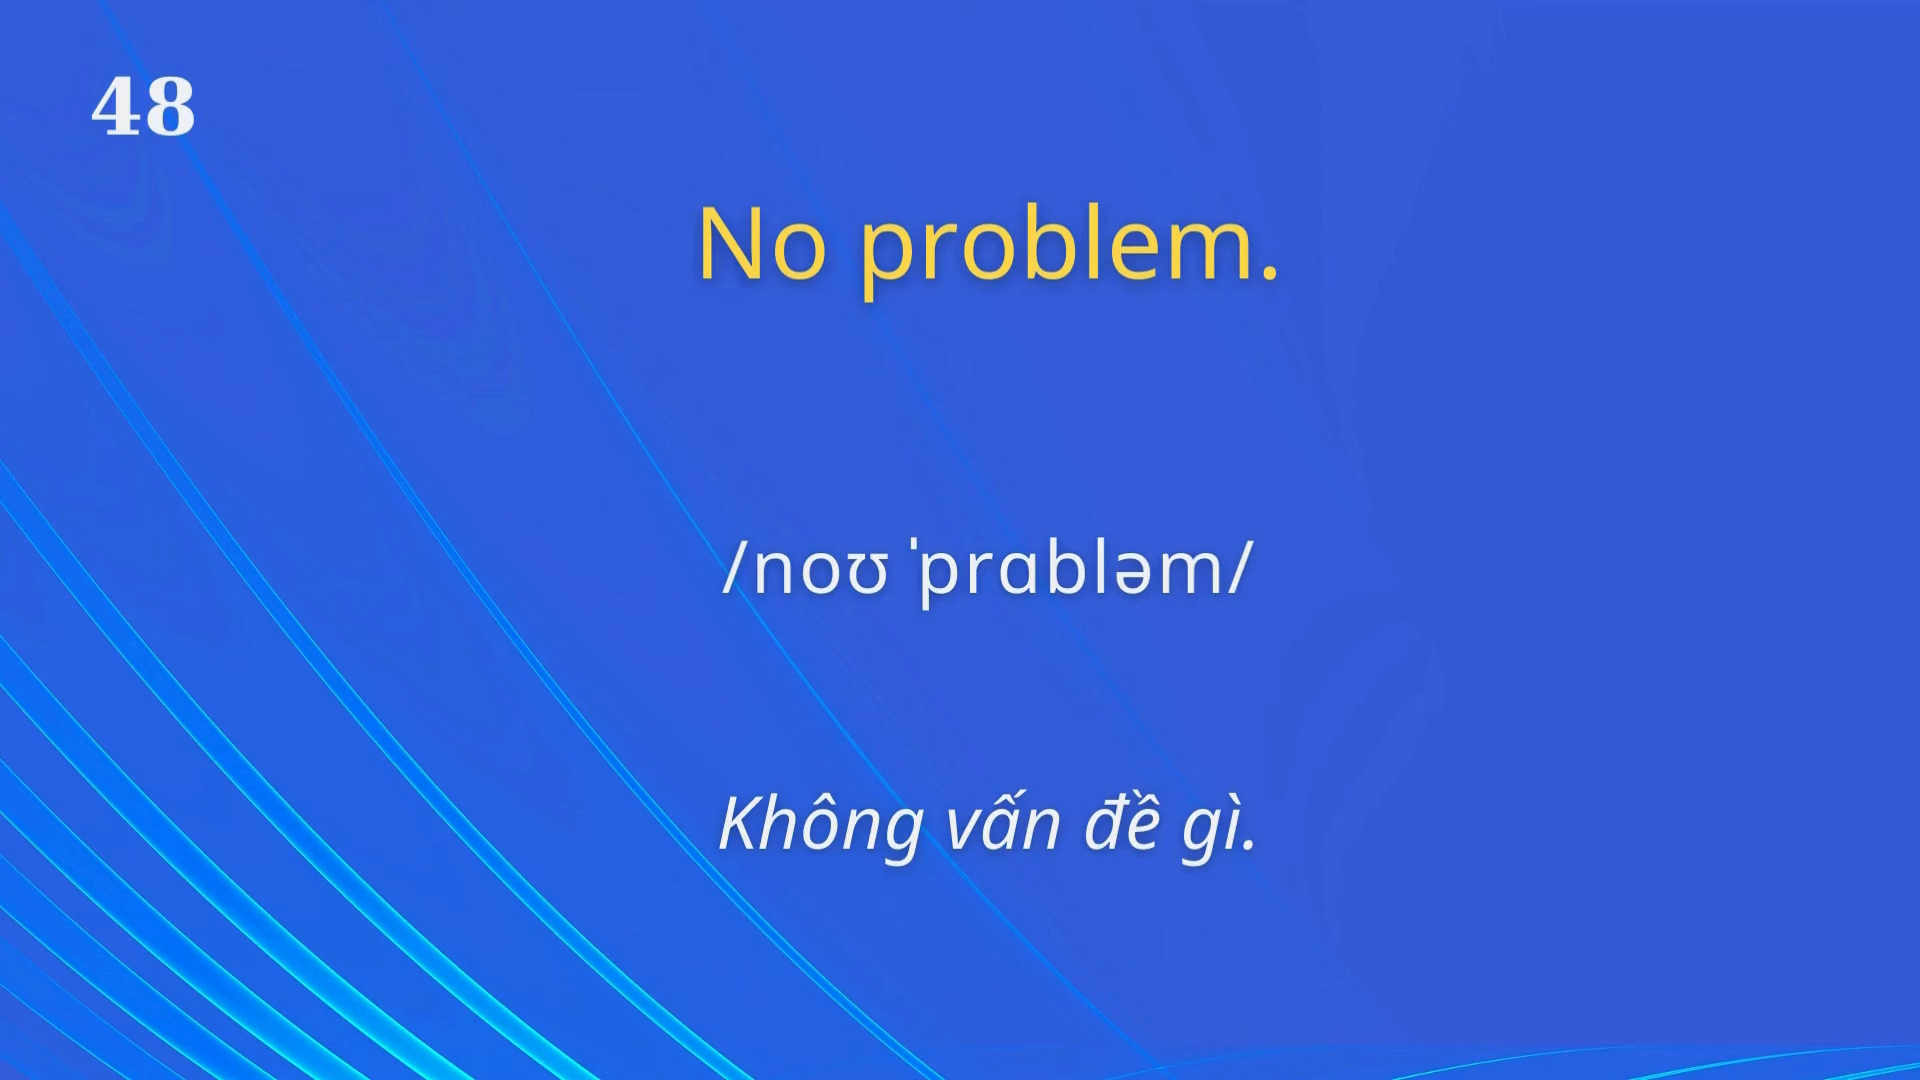 48
No problem.
/noʊ ˈprɑbləm/
Không vấn đề gì.